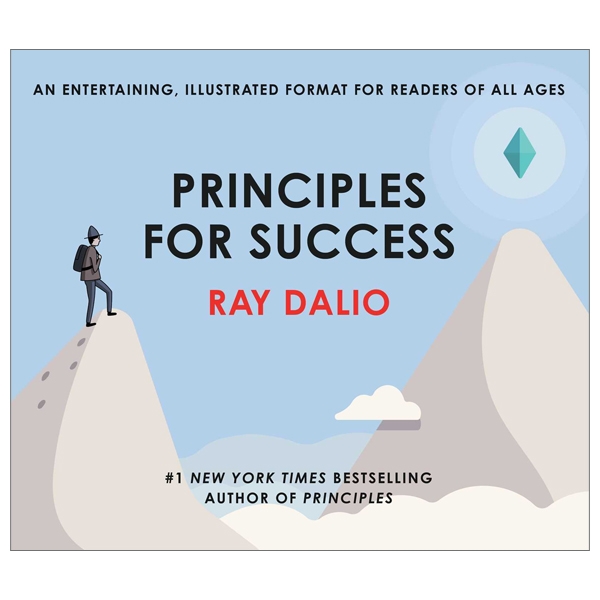 AN ENTERTAINING, ILLUSTRATED FORMAT FOR READERS OF ALL AGES
PRINCIPLES
FOR SUCCESS
RAY DALIO
#1 NEW YORK TIMES BESTSELLING
AUTHOR OF PRINCIPLES